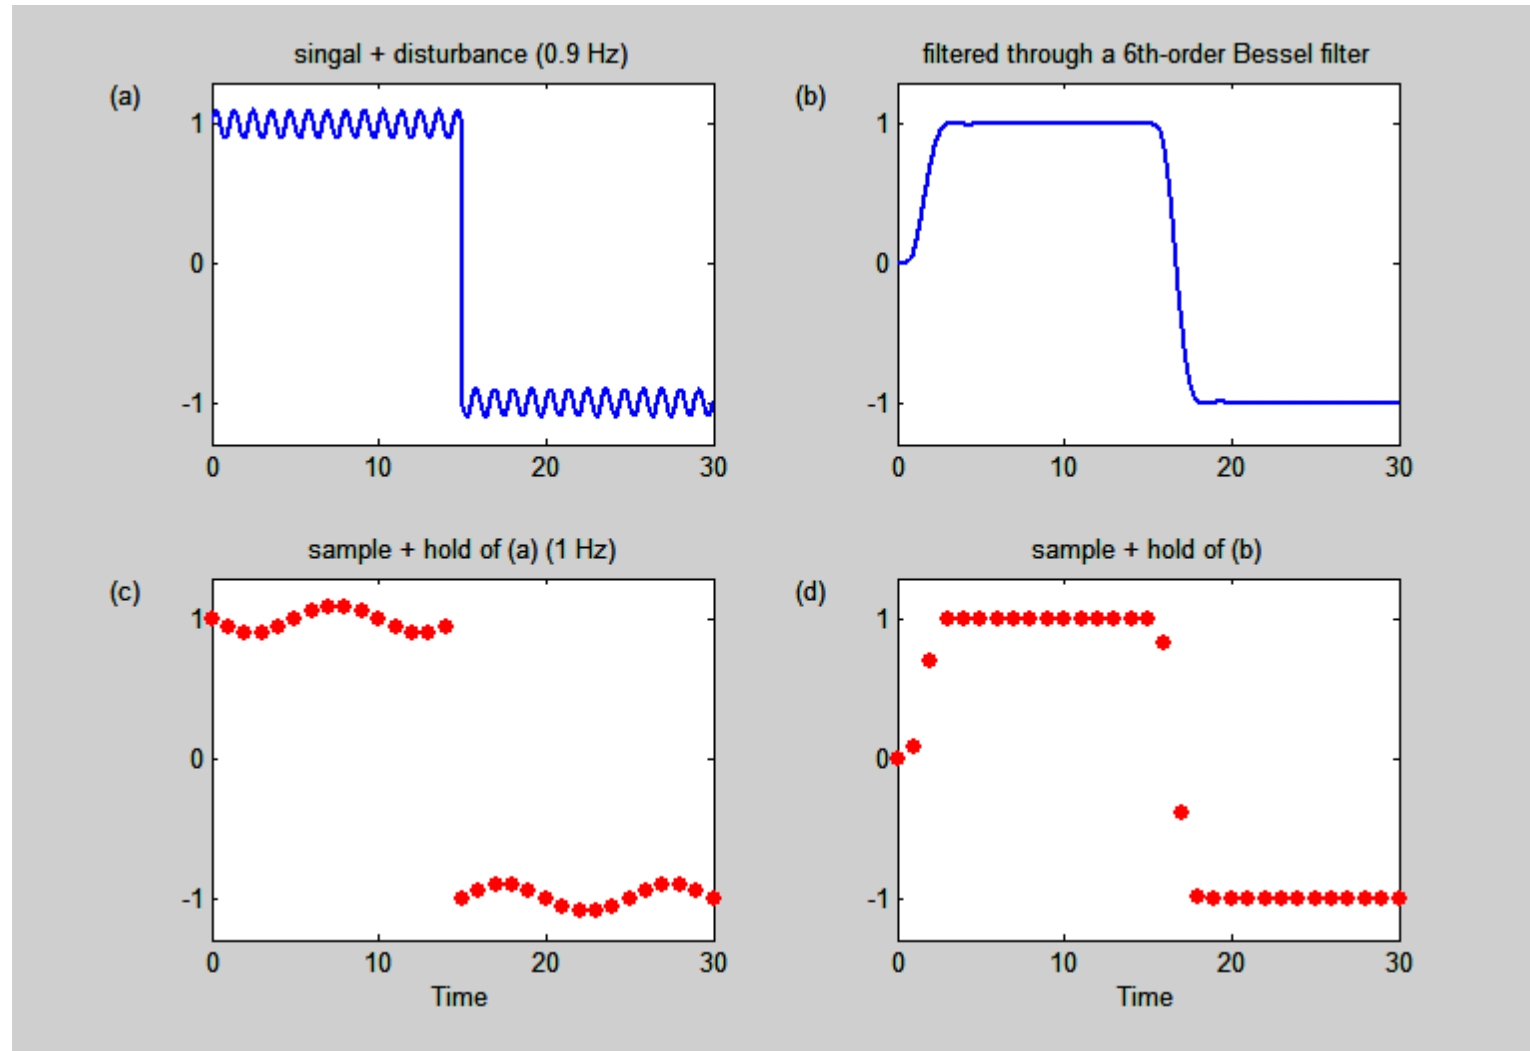 singal + disturbance (0.9 Hz)
(a)
1
0
-1
0 10 20 30
filtered through a 6th-order Bessel filter
(b)
1
0
-1
0 10 20 30
sample + hold of (a) (1 Hz)
(c)
1
0
-1
0 10 20 30
Time
sample + hold of (b)
(d)
1
0
-1
0 10 20 30
Time